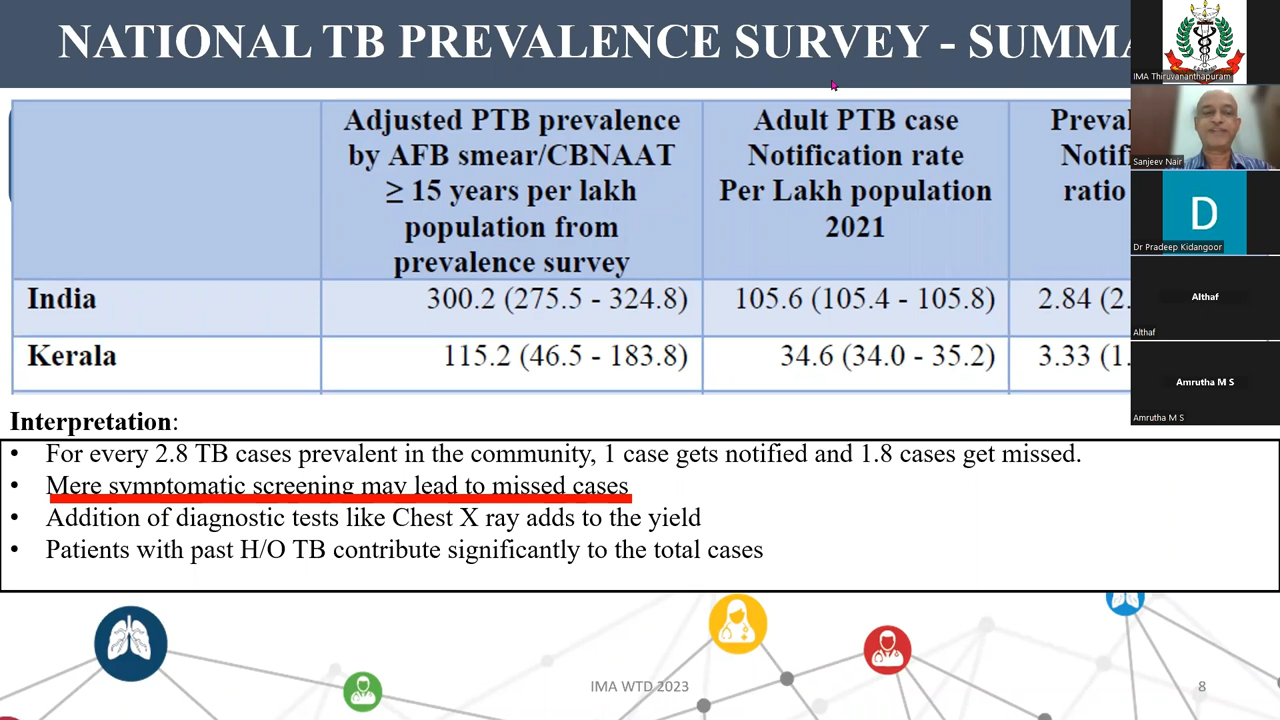 NATIONAL TB PREVALENCE SURVEY - SUMMA
Adjusted PTB prevalence
by AFB smear/CBNAAT
≥ 15 years per lakh
population from
prevalence survey
Adult PTB case
Notification rate
Per Lakh population
2021
Preval
Notifi
ratio
India
300.2 (275.5 - 324.8)
105.6 (105.4 - 105.8)
2.84 (2.
Kerala
115.2 (46.5 - 183.8)
34.6 (34.0 - 35.2)
3.33 (1.
Interpretation:
• For every 2.8 TB cases prevalent in the community, 1 case gets notified and 1.8 cases get missed.
• Mere symptomatic screening may lead to missed cases
• Addition of diagnostic tests like Chest X ray adds to the yield
• Patients with past H/O TB contribute significantly to the total cases
IMA WTD 2023
8
IMA Thiruvananthapuram
Sanjeev Nair
D
Dr Pradeep Kidangoor
Althaf
Althaf
Amrutha M S
Amrutha M S